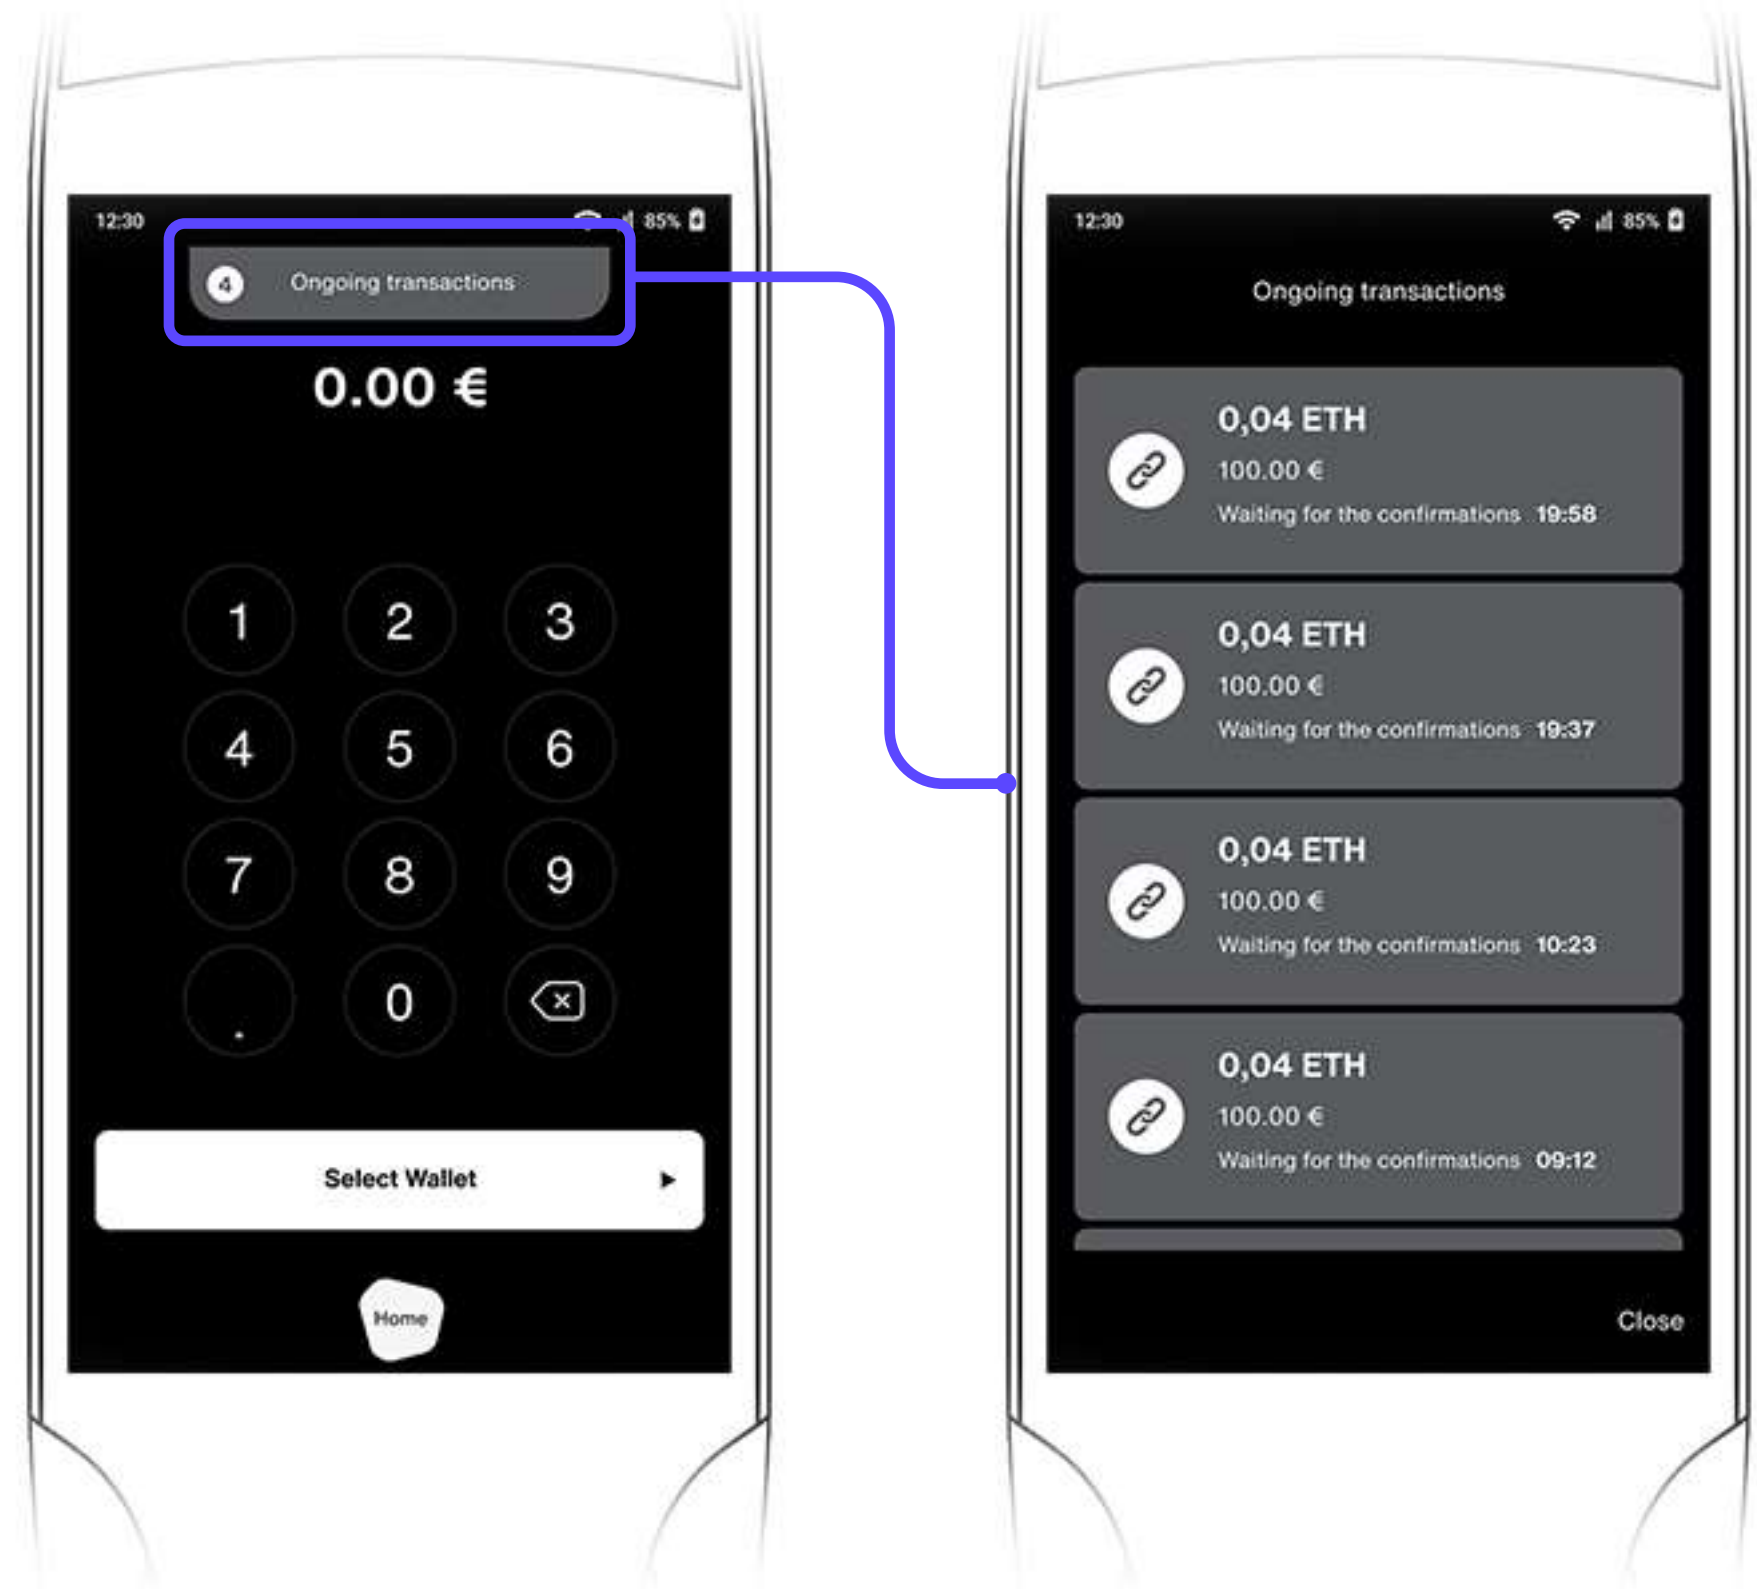 12:30
85%
4 Ongoing transactions
0.00 €
1 2 3
4 5 6
7 8 9
. 0
Select Wallet
Home
12:30
85%
Ongoing transactions
0,04 ETH
100.00 €
Waiting for the confirmations 19:58
0,04 ETH
100.00 €
Waiting for the confirmations 19:37
0,04 ETH
100.00 €
Waiting for the confirmations 10:23
0,04 ETH
100.00 €
Waiting for the confirmations 09:12
Close